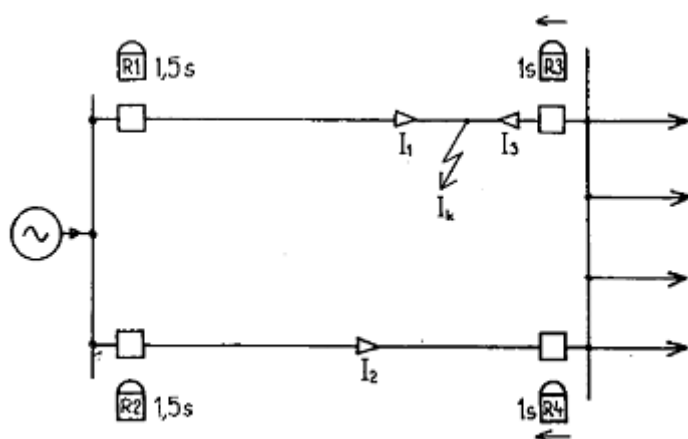 R1 1,5s
1s R3
I₁
I₃
Iₖ
I₂
R2 1,5s
1s R4